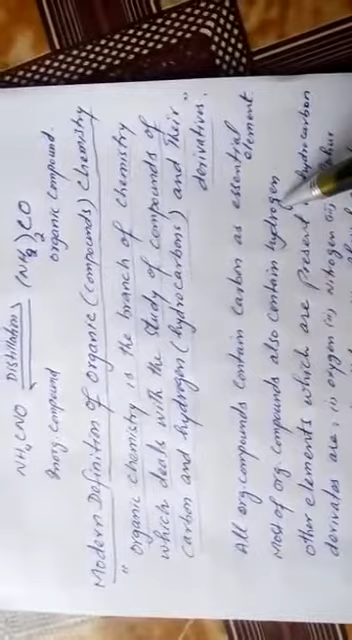 NH4CNO Distillation (NH2)2CO
Inorg. compound organic compound.
Modern Definition of Organic (compounds) Chemistry
" organic chemistry is the branch of chemistry
which deals with the study of compounds of
carbon and hydrogen (hydrocarbons) and their
derivatives. "
All org. compounds contain carbon as essential
element
Most of org. compounds also contain hydrogen
other elements which are present hydrocarbon
derivates are: i) oxygen (ii) nitrogen